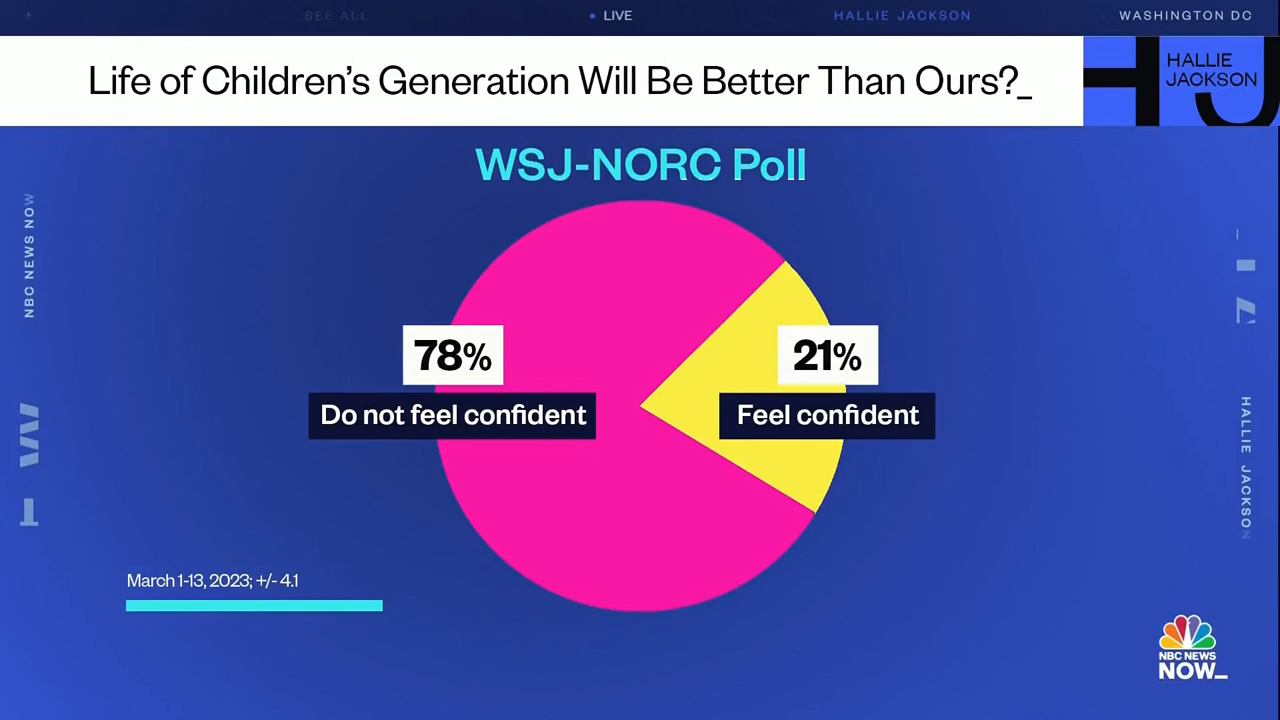 SEE ALL
LIVE
HALLIE JACKSON
WASHINGTON DC
Life of Children's Generation Will Be Better Than Ours?_
HALLIE
JACKSON
WSJ-NORC Poll
NBC NEWS NOW
78%
Do not feel confident
21%
Feel confident
HALLIE JACKSON
March 1-13, 2023; +/- 4.1
NBC NEWS
NOW_